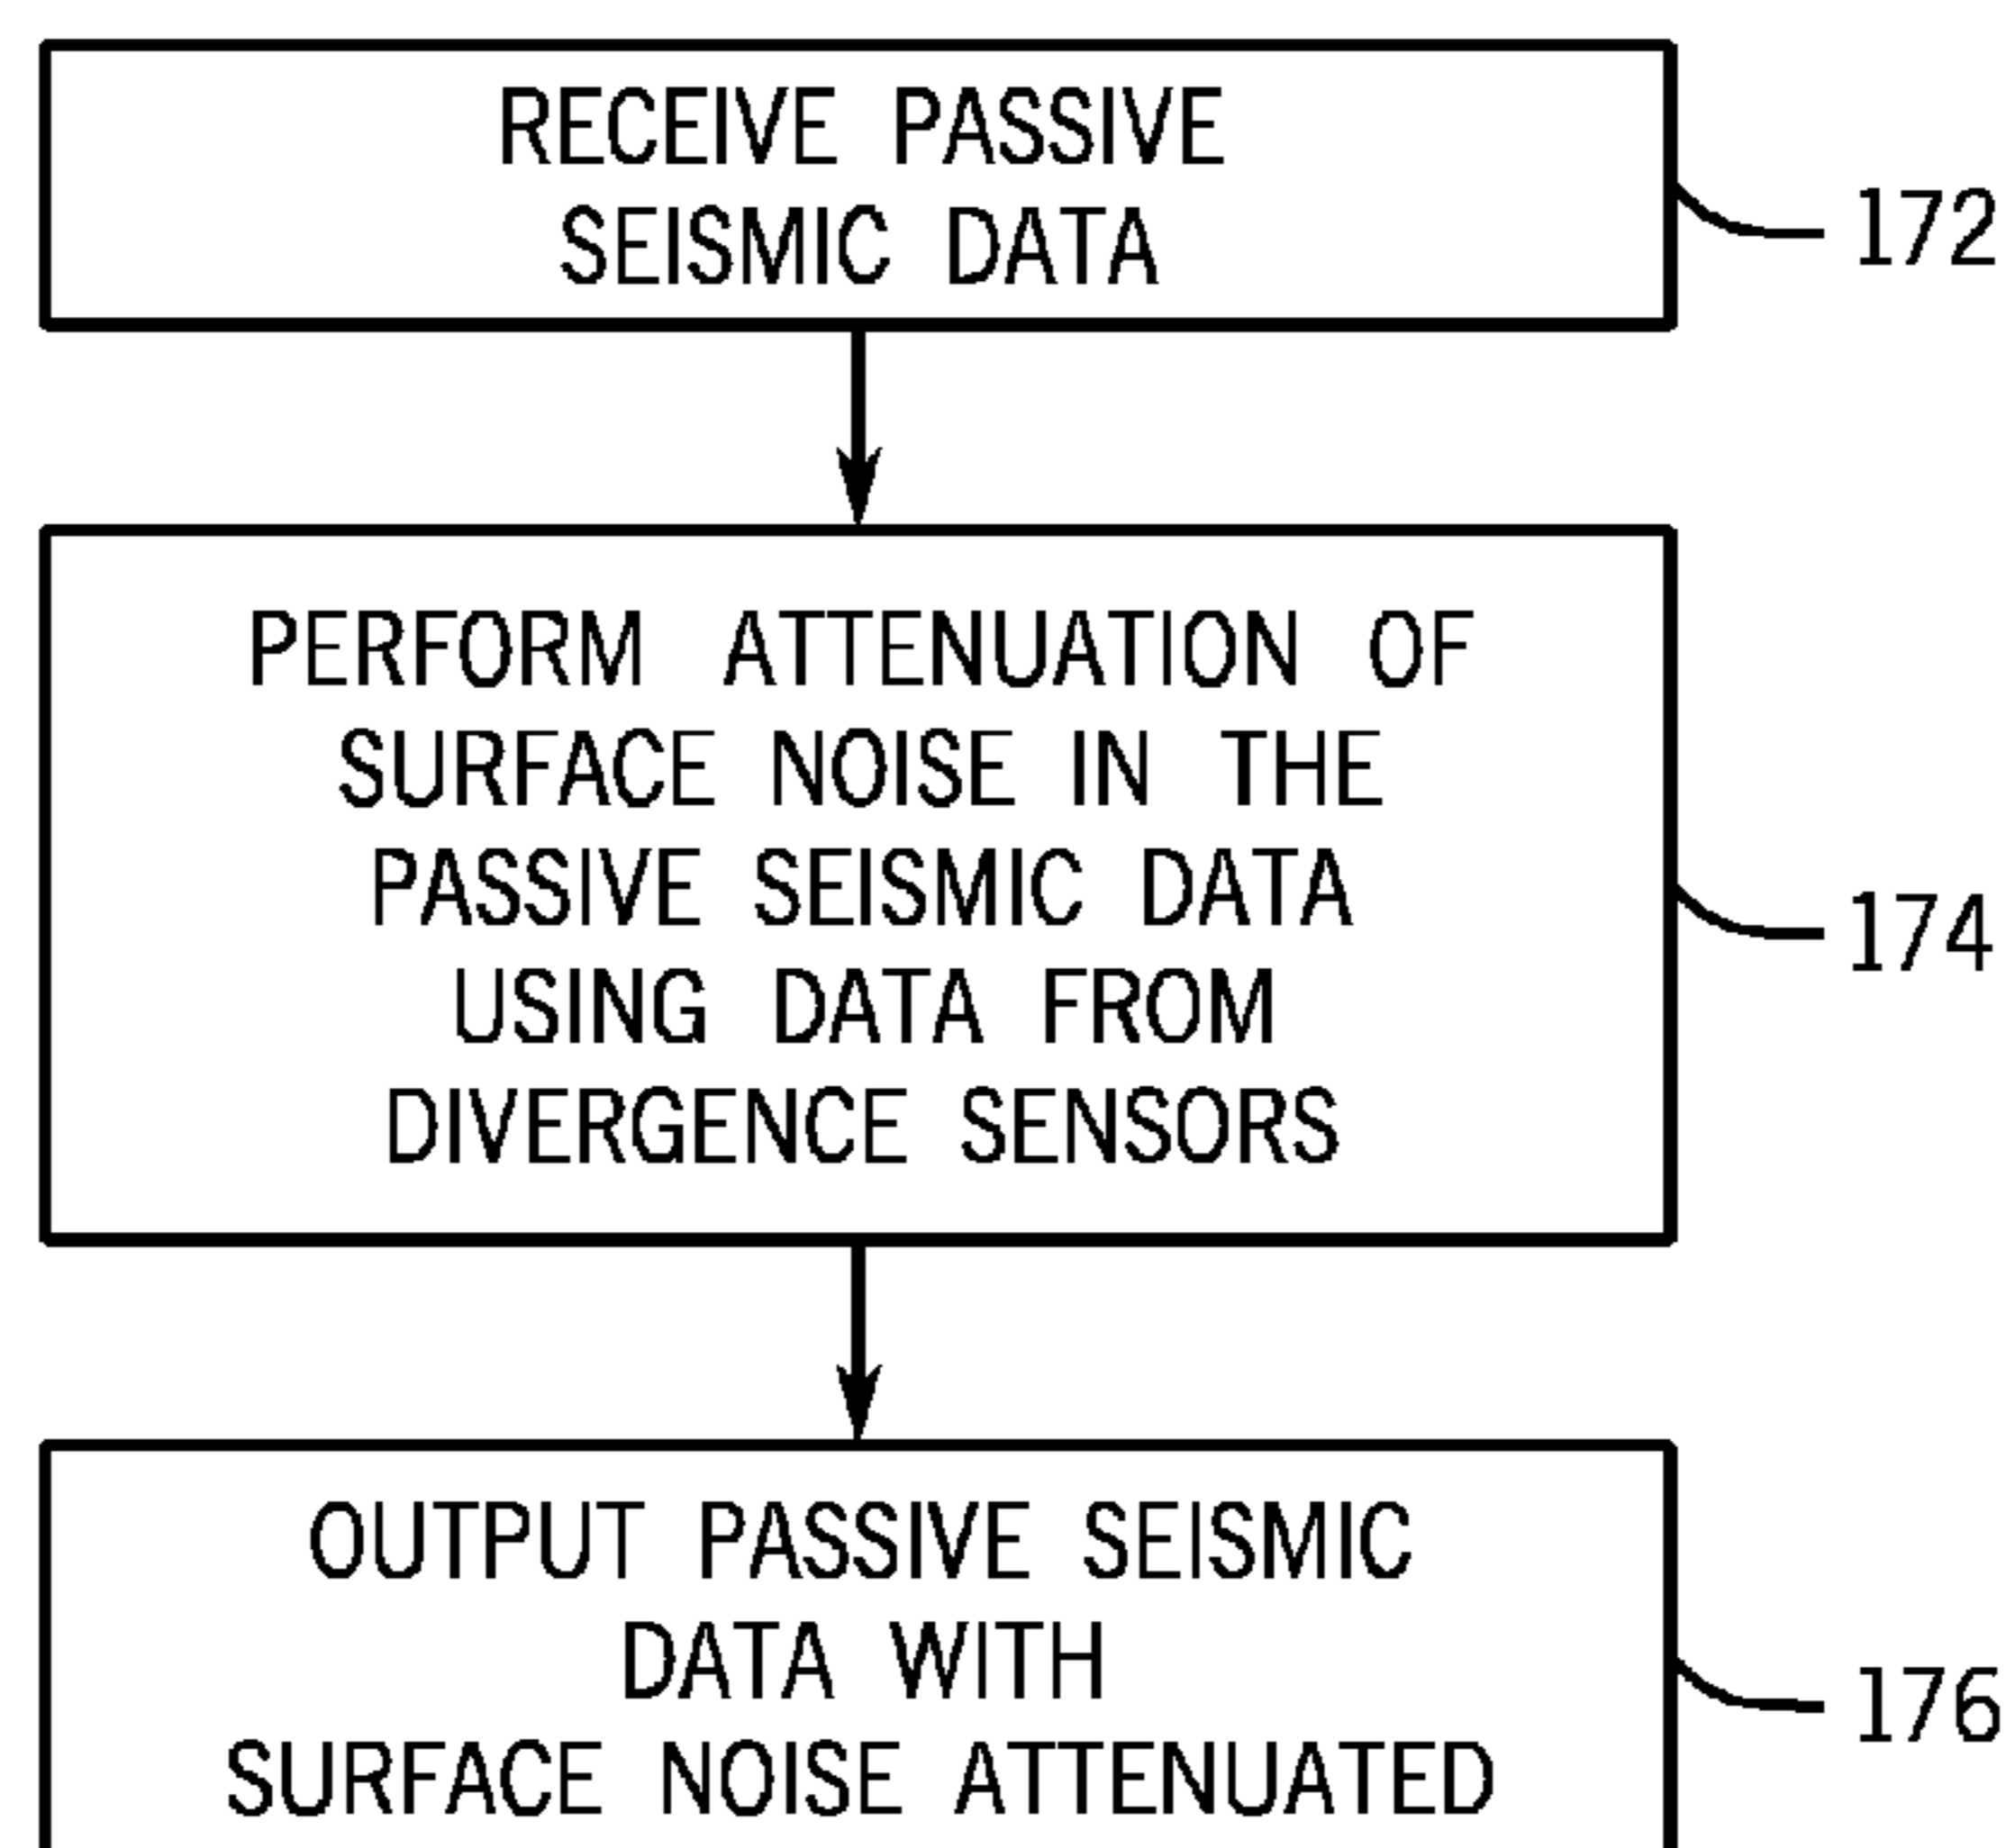 RECEIVE PASSIVE
SEISMIC DATA
172
PERFORM ATTENUATION OF
SURFACE NOISE IN THE
PASSIVE SEISMIC DATA
USING DATA FROM
DIVERGENCE SENSORS
174
OUTPUT PASSIVE SEISMIC
DATA WITH
SURFACE NOISE ATTENUATED
176